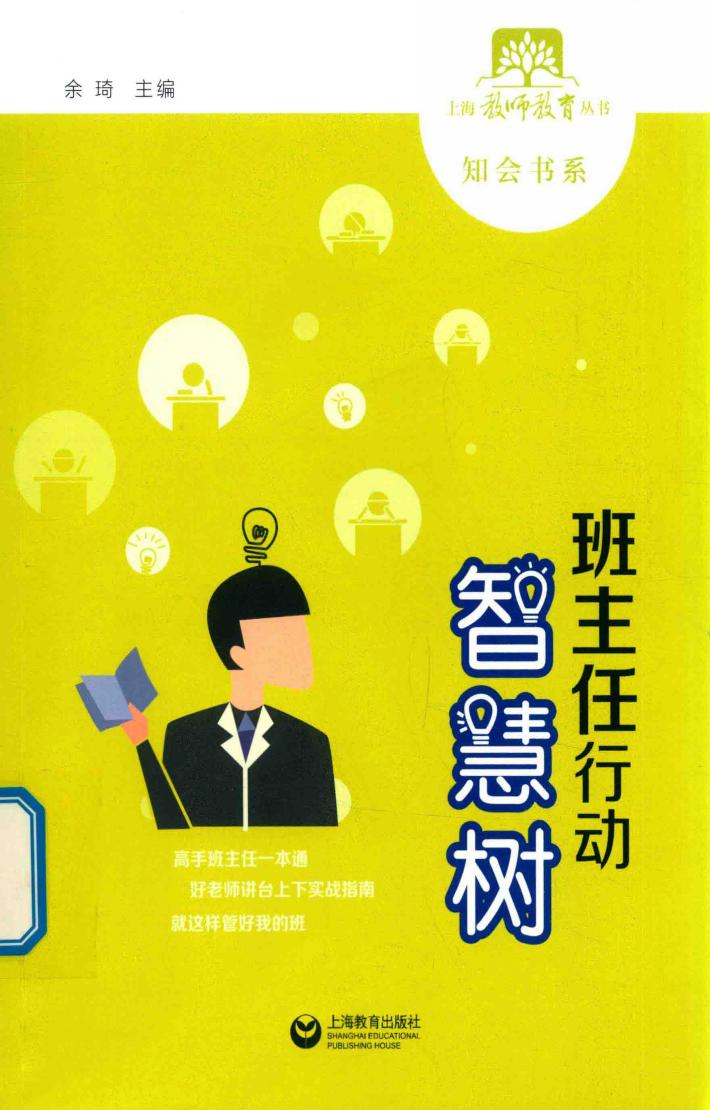 余琦 主编
上海教师教育丛书
知会书系
班主任行动
智慧树
高手班主任一本通
好老师讲台上下实战指南
就这样管好我的班
上海教育出版社
SHANGHAI EDUCATIONAL
PUBLISHING HOUSE